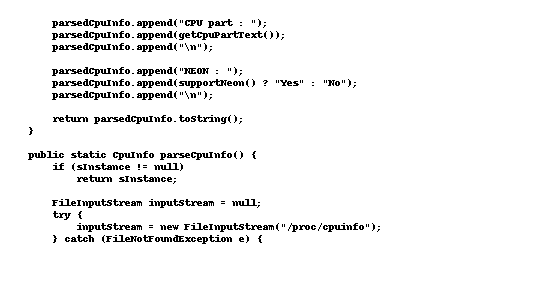 parsedCpuInfo.append("CPU part : ");
parsedCpuInfo.append(getCpuPartText());
parsedCpuInfo.append("\n");
parsedCpuInfo.append("NEON : ");
parsedCpuInfo.append(supportNeon() ? "Yes" : "No");
parsedCpuInfo.append("\n");
return parsedCpuInfo.toString();
}
public static CpuInfo parseCpuInfo() {
if (sInstance != null)
return sInstance;
FileInputStream inputStream = null;
try {
inputStream = new FileInputStream("/proc/cpuinfo");
} catch (FileNotFoundException e) {